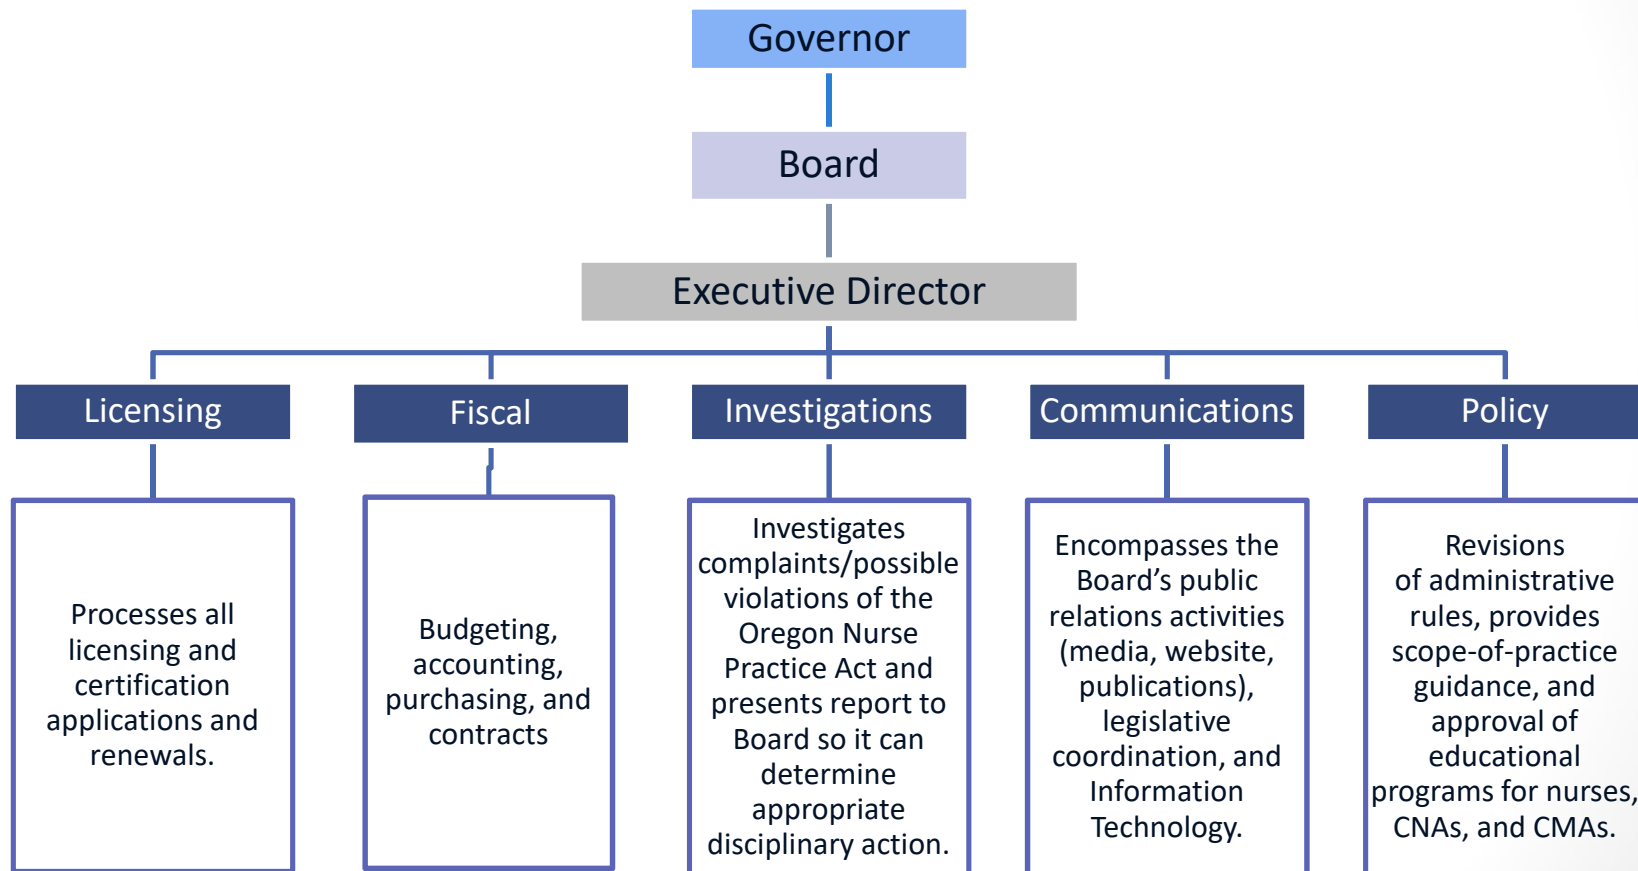 Governor
Board
Executive Director
Licensing
Fiscal
Investigations
Communications
Policy
Processes all
licensing and
certification
applications and
renewals.
Budgeting,
accounting,
purchasing, and
contracts
Investigates
complaints/possible
violations of the
Oregon Nurse
Practice Act and
presents report to
Board so it can
determine
appropriate
disciplinary action.
Encompasses the
Board’s public
relations activities
(media, website,
publications),
legislative
coordination, and
Information
Technology.
Revisions
of administrative
rules, provides
scope-of-practice
guidance, and
approval of
educational
programs for nurses,
CNAs, and CMAs.